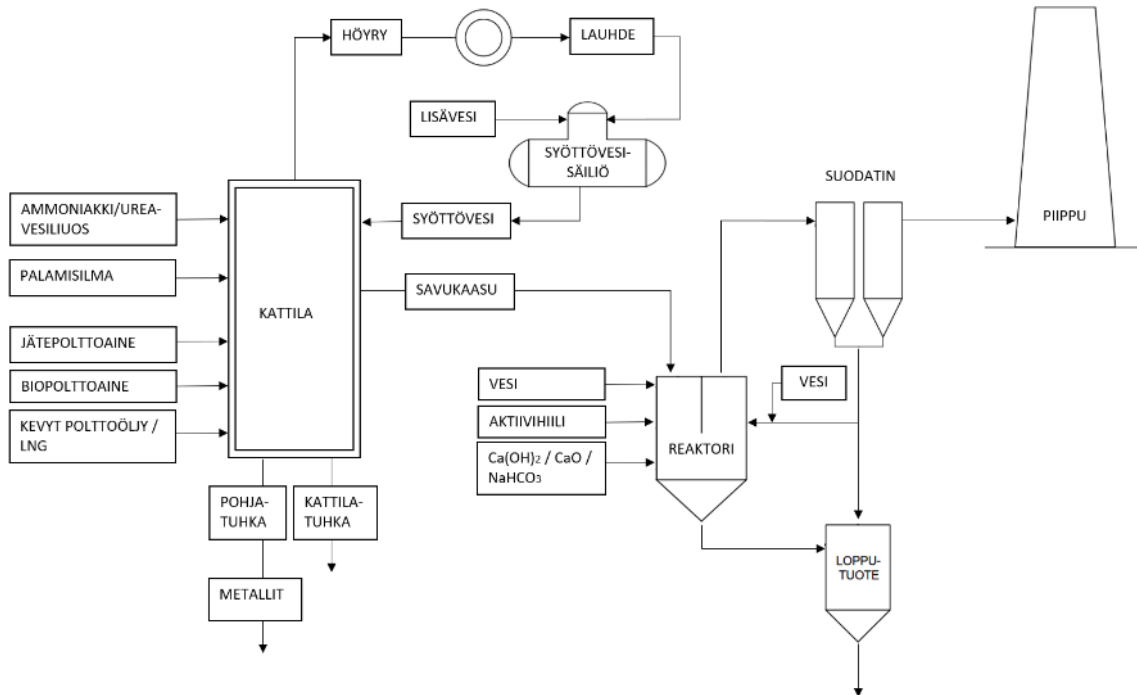 HÖYRY
LAUHDE
LISÄVESI
SYÖTTÖVESI-
SÄILIÖ
SUODATIN
PIIPPU
AMMONIAKKI/UREA-
VESILIUOS
SYÖTTÖVESI
PALAMISILMA
SAVUKAASU
KATTILA
JÄTEPOLTTOAINE
BIOPOLTTOAINE
KEVYT POLTTOÖLJY /
LNG
VESI
VESI
AKTIIVIHIILI
REAKTORI
Ca(OH)2 / CaO /
NaHCO3
POHJA-
TUHKA
KATTILA-
TUHKA
LOPPU-
TUOTE
METALLIT